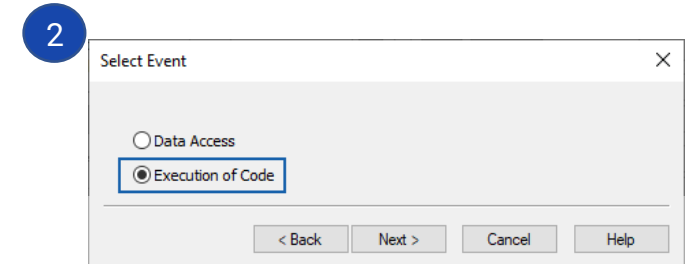 2
Select Event
Data Access
Execution of Code
< Back Next > Cancel Help